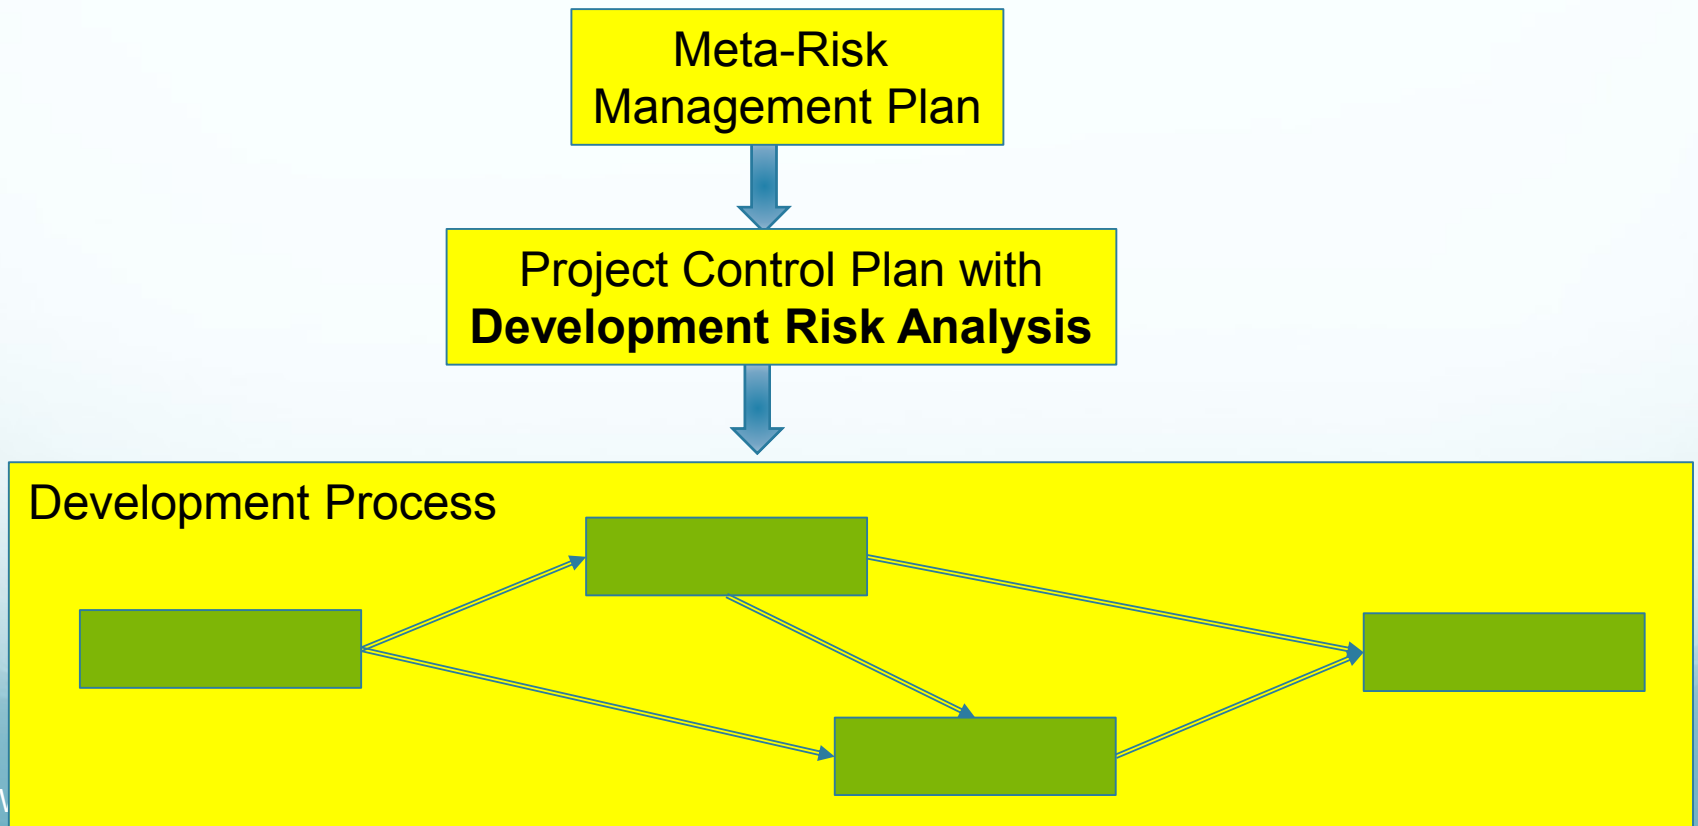 Meta-Risk
Management Plan
Project Control Plan with
Development Risk Analysis
Development Process